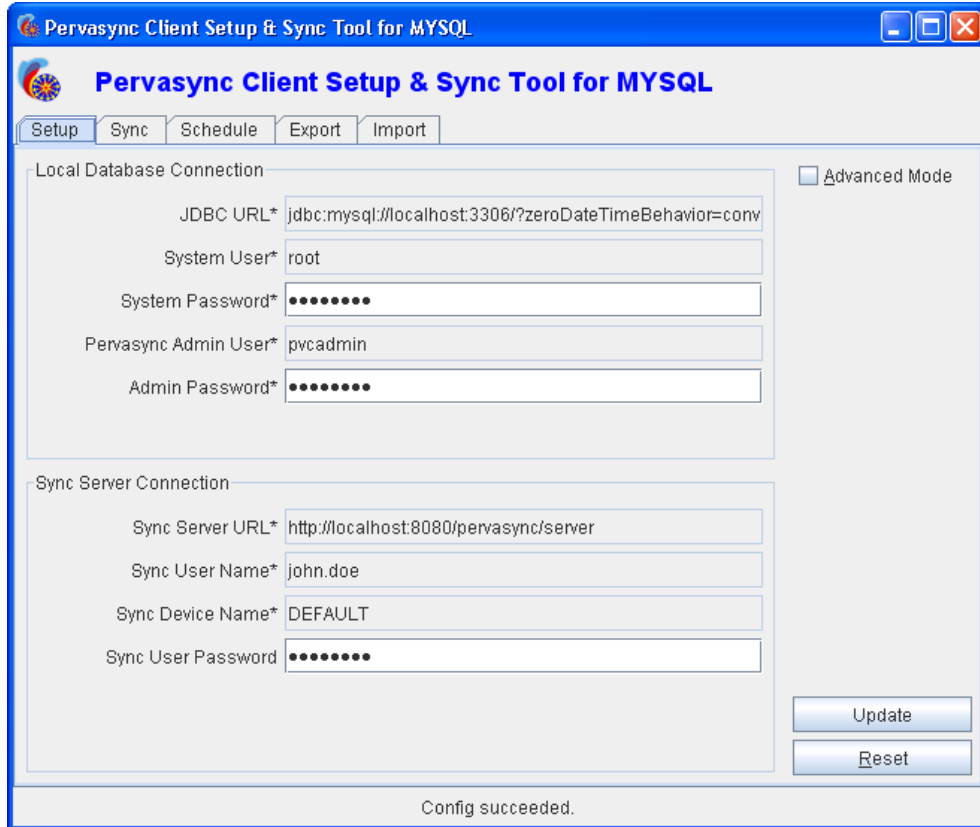 Pervasync Client Setup & Sync Tool for MYSQL
Pervasync Client Setup & Sync Tool for MYSQL
Setup Sync Schedule Export Import
Local Database Connection
Advanced Mode
JDBC URL* jdbc:mysql://localhost:3306/?zeroDateTimeBehavior=conv
System User* root
System Password* ●●●●●●●●
Pervasync Admin User* pvcadmin
Admin Password* ●●●●●●●●
Sync Server Connection
Sync Server URL* http://localhost:8080/pervasync/server
Sync User Name* john.doe
Sync Device Name* DEFAULT
Sync User Password ●●●●●●●●
Update
Reset
Config succeeded.